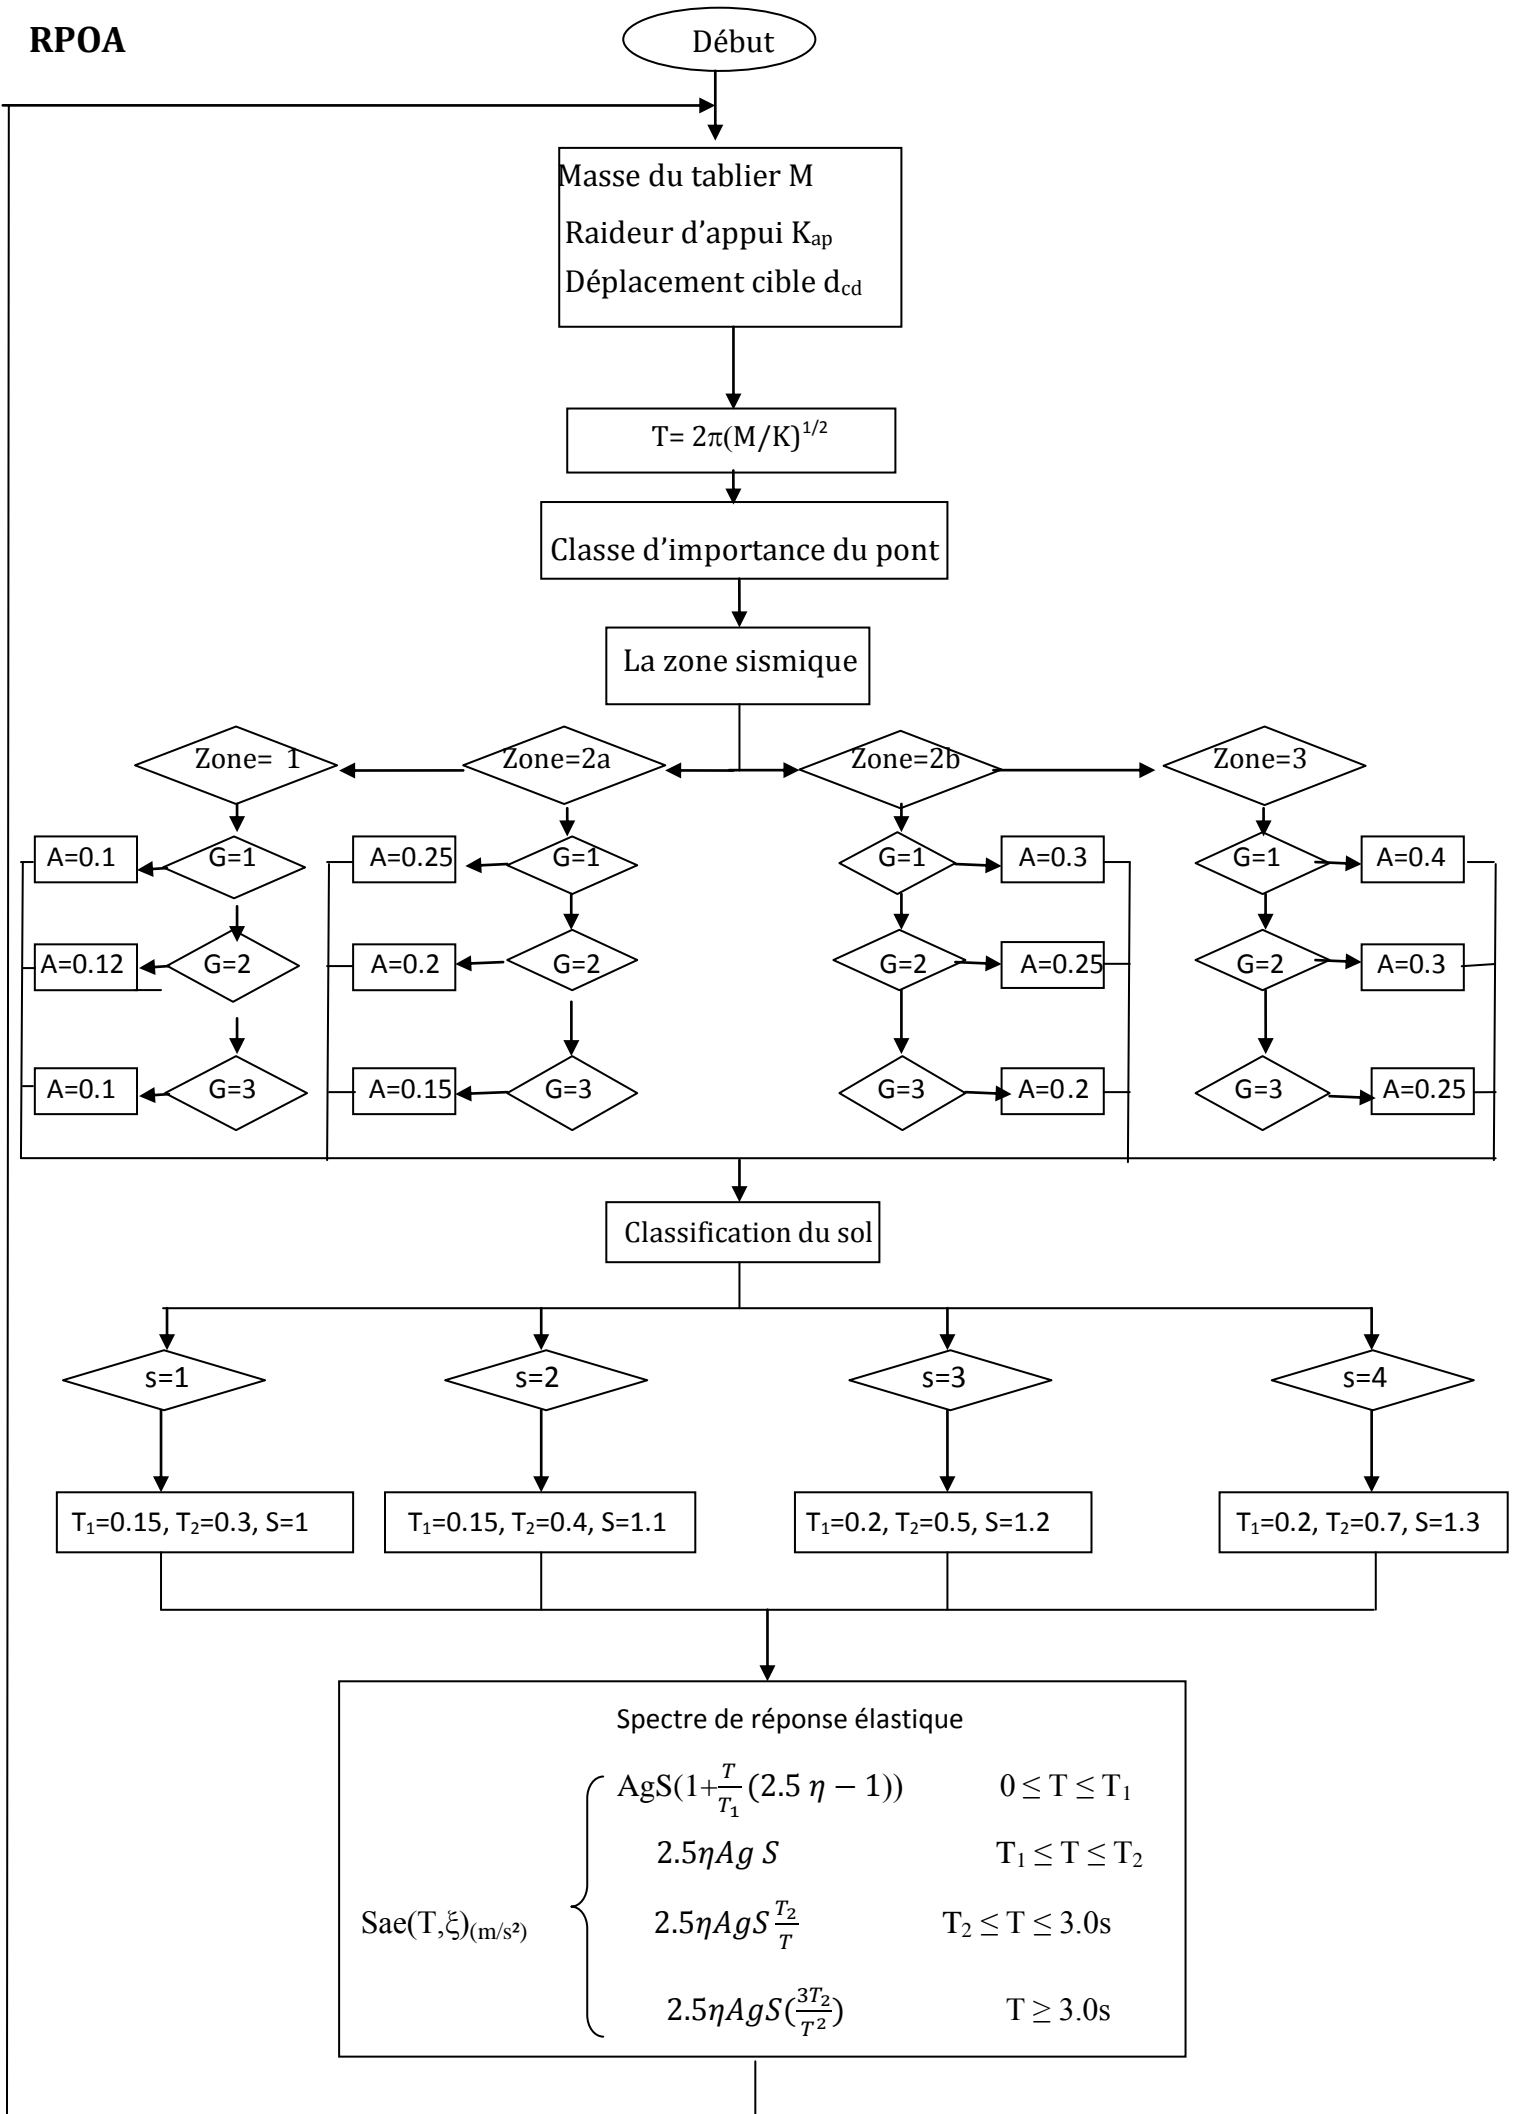 RPOA
Début
Masse du tablier M
Raideur d'appui Kap
Déplacement cible dcd
T= 2π(M/K)^1/2
Classe d'importance du pont
La zone sismique
Zone= 1
Zone=2a
Zone=2b
Zone=3
A=0.1
G=1
A=0.25
G=1
G=1
A=0.3
G=1
A=0.4
A=0.12
G=2
A=0.2
G=2
G=2
A=0.25
G=2
A=0.3
A=0.1
G=3
A=0.15
G=3
G=3
A=0.2
G=3
A=0.25
Classification du sol
s=1
s=2
s=3
s=4
T₁=0.15, T₂=0.3, S=1
T₁=0.15, T₂=0.4, S=1.1
T₁=0.2, T₂=0.5, S=1.2
T₁=0.2, T₂=0.7, S=1.3
Spectre de réponse élastique
AgS(1+T/T₁(2.5 η − 1)) 0 ≤ T ≤ T₁
2.5ηAg S T₁ ≤ T ≤ T₂
Sae(T,ξ)(m/s²) 2.5ηAgS T₂/T T₂ ≤ T ≤ 3.0s
2.5ηAgS(3T₂/T²) T ≥ 3.0s